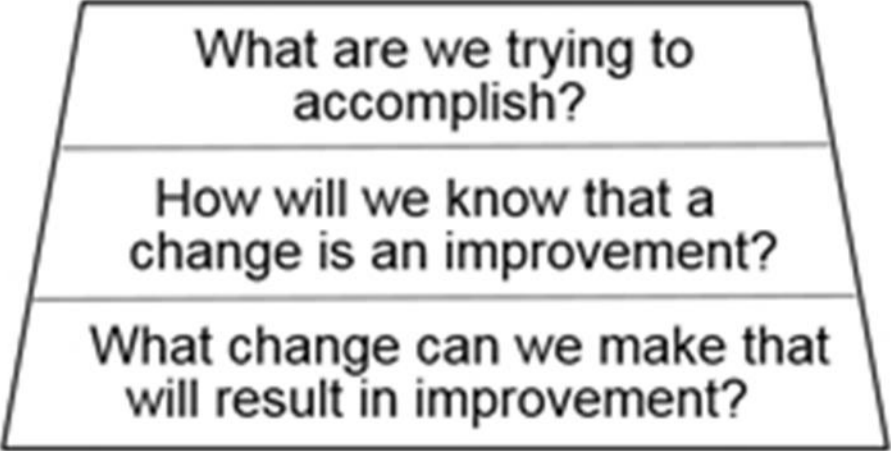 What are we trying to
accomplish?
How will we know that a
change is an improvement?
What change can we make that
will result in improvement?